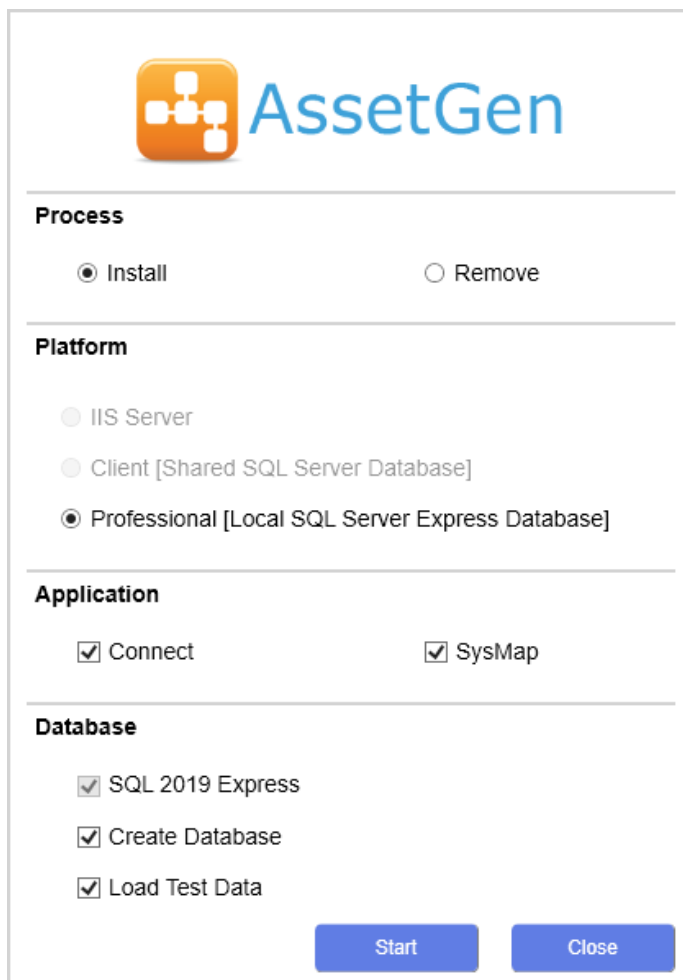 AssetGen
Process
Install Remove
Platform
IIS Server
Client [Shared SQL Server Database]
Professional [Local SQL Server Express Database]
Application
Connect SysMap
Database
SQL 2019 Express
Create Database
Load Test Data
Start Close